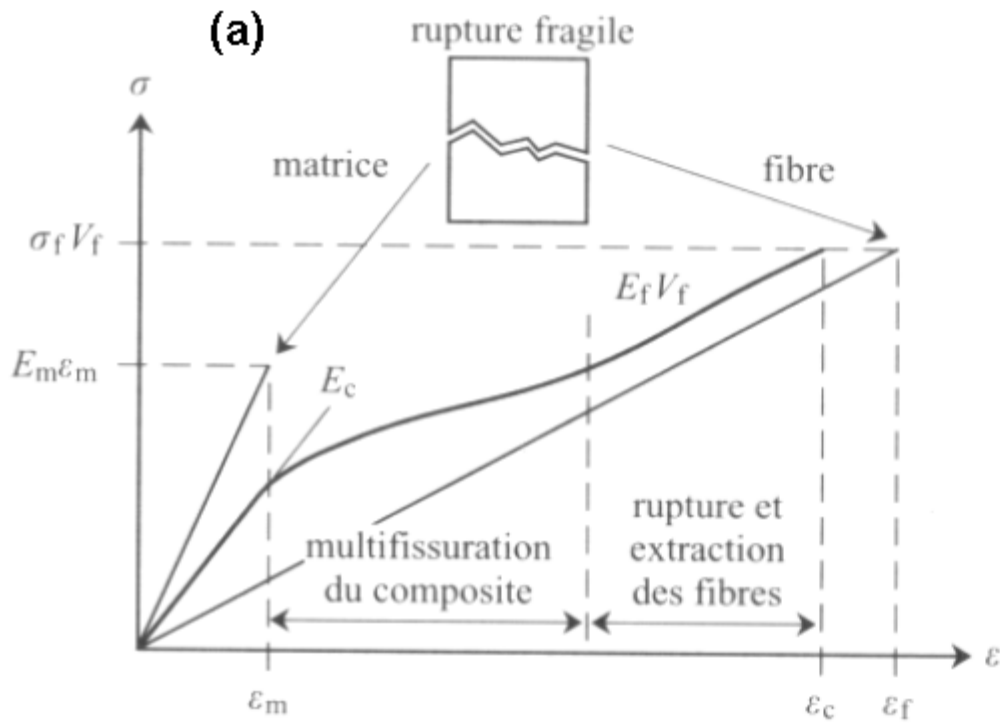 (a)
rupture fragile
σ
matrice
fibre
σfVf
EfVf
Emεm
Ec
multifissuration
du composite
rupture et
extraction
des fibres
ε
εm
εc
εf